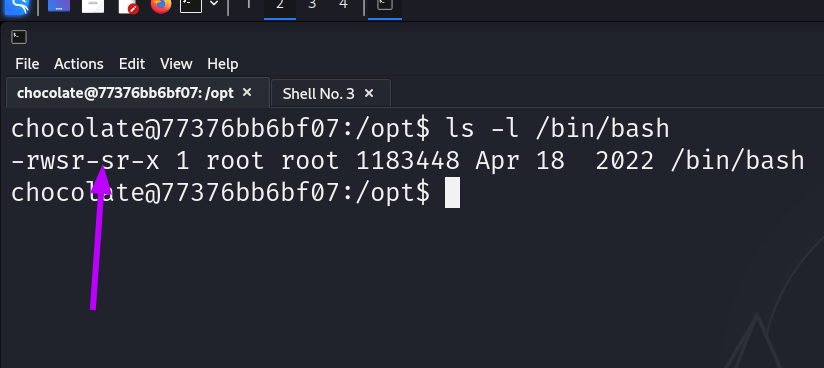 1 2 3 4
File Actions Edit View Help
chocolate@77376bb6bf07: /opt × Shell No. 3 ×
chocolate@77376bb6bf07:/opt$ ls -l /bin/bash
-rwsr-sr-x 1 root root 1183448 Apr 18  2022 /bin/bash
chocolate@77376bb6bf07:/opt$